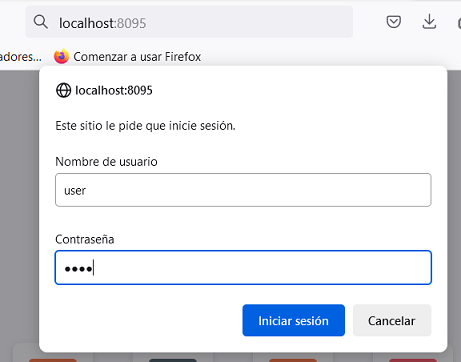 localhost:8095
adores...
Comenzar a usar Firefox
localhost:8095
Este sitio le pide que inicie sesión.
Nombre de usuario
user
Contraseña
●●●●
Iniciar sesión
Cancelar